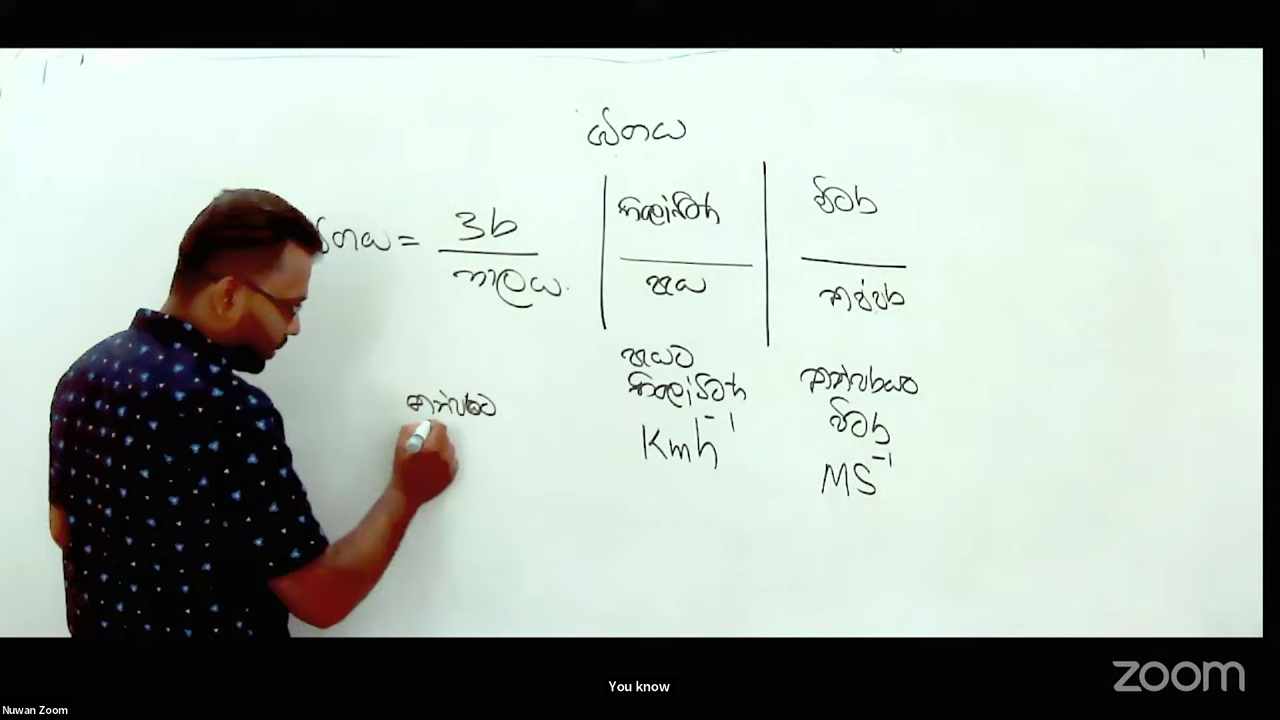 වේගය
වේගය = දුර
කාලය
කිලෝමීටර්
පැය
මීටර්
තත්පර
පැයට
කිලෝමීටර්
Kmh⁻¹
තත්පරයට
මීටර්
MS⁻¹
තත්පරයට
You know
Nuwan Zoom
zoom